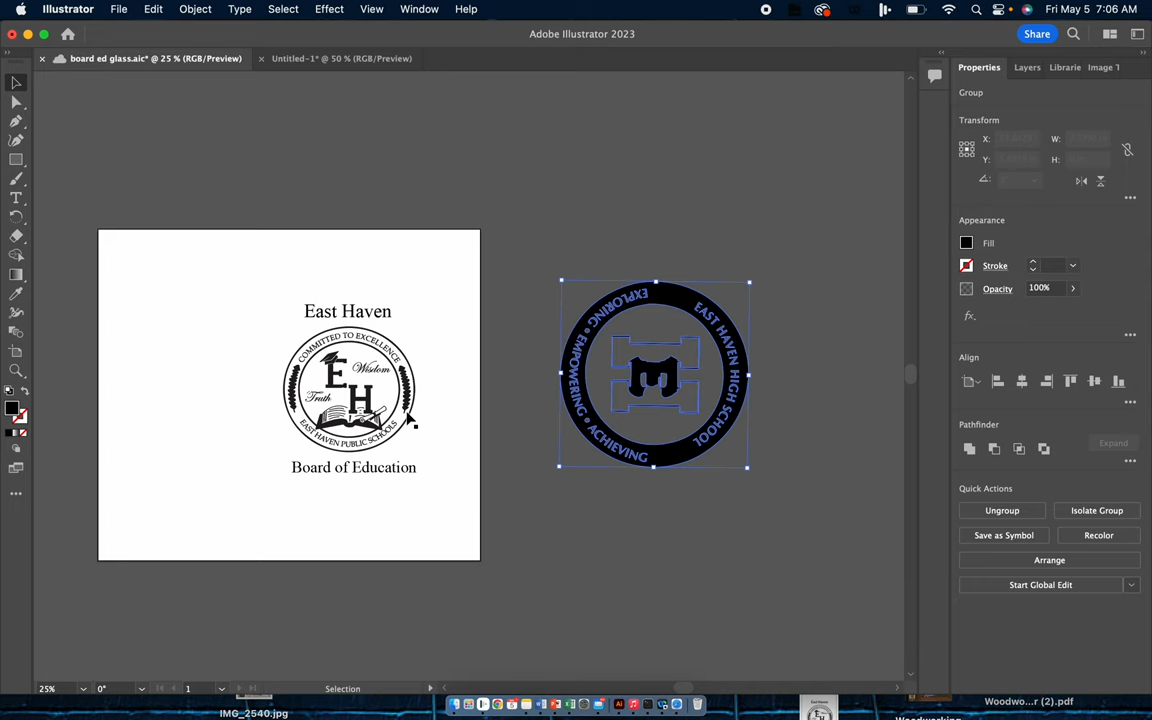 Illustrator File Edit Object Type Select Effect View Window Help
Fri May 5 7:06 AM
Adobe Illustrator 2023
Share
× board ed glass.aic* @ 25 % (RGB/Preview)
× Untitled-1* @ 50 % (RGB/Preview)
Properties Layers Librarie Image T
Group
Transform
X: W:
Y: H:
Appearance
Fill
Stroke
Opacity 100%
fx.
Align
Pathfinder
Expand
Quick Actions
Ungroup Isolate Group
Save as Symbol Recolor
Arrange
Start Global Edit
East Haven
COMMITTED TO EXCELLENCE
E
Wisdom
Truth
H
EAST HAVEN PUBLIC SCHOOLS
Board of Education
EAST HAVEN HIGH SCHOOL
EXPLORING • EMPOWERING • ACHIEVING
25% 0° 1 Selection
IMG_2540.jpg
Woodwo...r (2).pdf